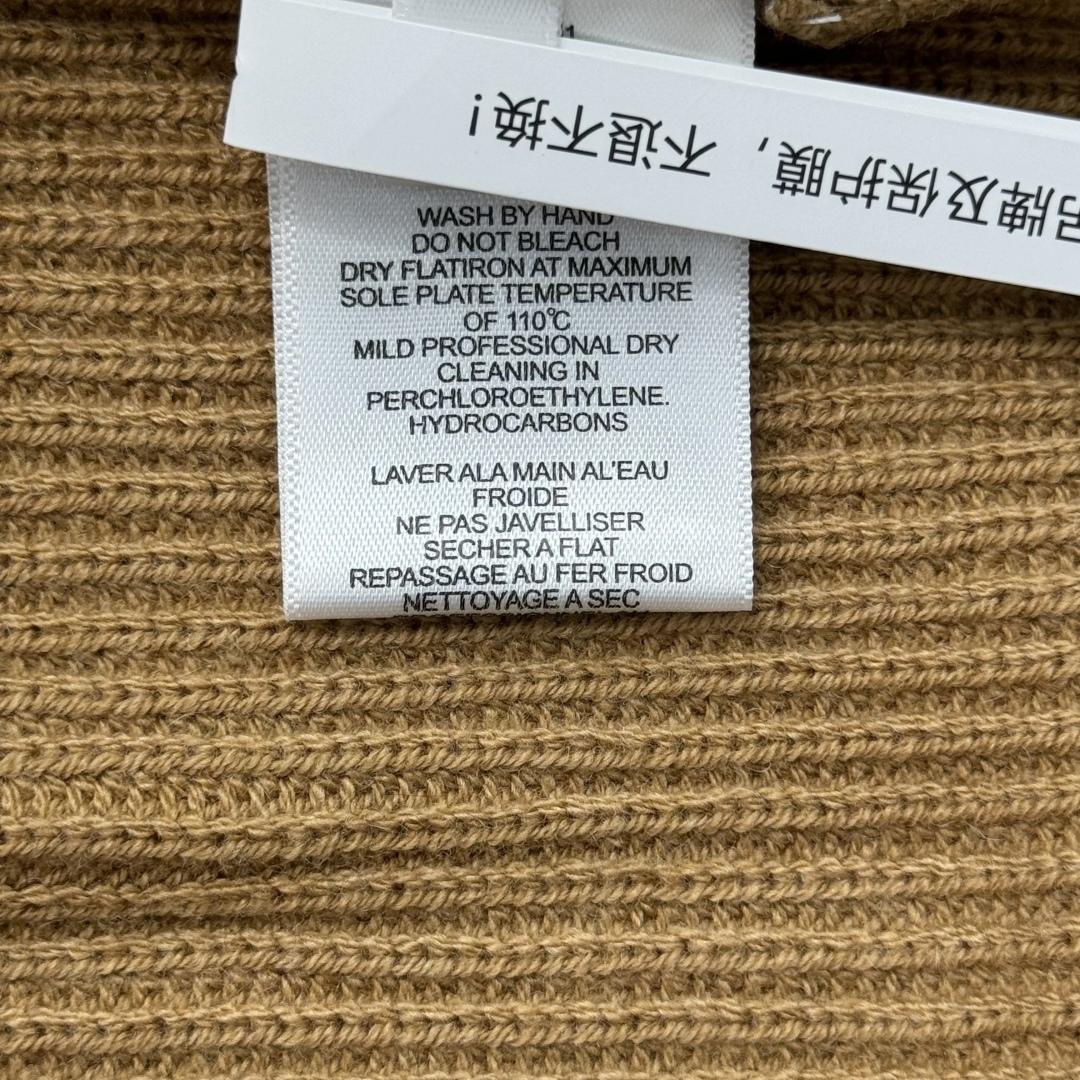 吊牌及保护膜，不退不换！
WASH BY HAND
DO NOT BLEACH
DRY FLATIRON AT MAXIMUM
SOLE PLATE TEMPERATURE
OF 110℃
MILD PROFESSIONAL DRY
CLEANING IN
PERCHLOROETHYLENE.
HYDROCARBONS
LAVER ALA MAIN AL'EAU
FROIDE
NE PAS JAVELLISER
SECHER A FLAT
REPASSAGE AU FER FROID
NETTOYAGE A SEC